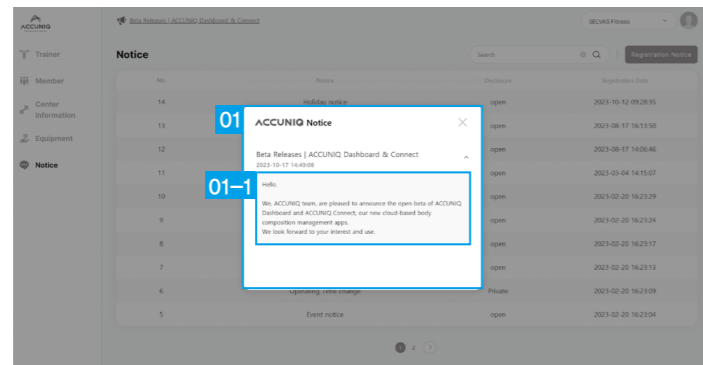 ACCUNIQ
Beta Releases | ACCUNIQ Dashboard & Connect
SELVAS Fitness
Trainer
Member
Center
Information
Equipment
Notice
Notice
Search
Registration Notice
No.
Notice
Disclosure
Registration Date
14
Holiday notice
open
2023-10-12 09:28:35
13
open
2023-08-17 16:13:50
12
open
2023-08-17 14:06:46
11
open
2023-03-04 14:15:07
10
open
2023-02-20 16:23:29
9
open
2023-02-20 16:23:24
8
open
2023-02-20 16:23:17
7
open
2023-02-20 16:23:13
6
Operating Time change
Private
2023-02-20 16:23:09
5
Event notice
open
2023-02-20 16:23:04
1 2
01
ACCUNIQ Notice
Beta Releases | ACCUNIQ Dashboard & Connect
2023-10-17 14:49:08
01-1
Hello.
We, ACCUNIQ team, are pleased to announce the open beta of ACCUNIQ
Dashboard and ACCUNIQ Connect, our new cloud-based body
composition management apps.
We look forward to your interest and use.